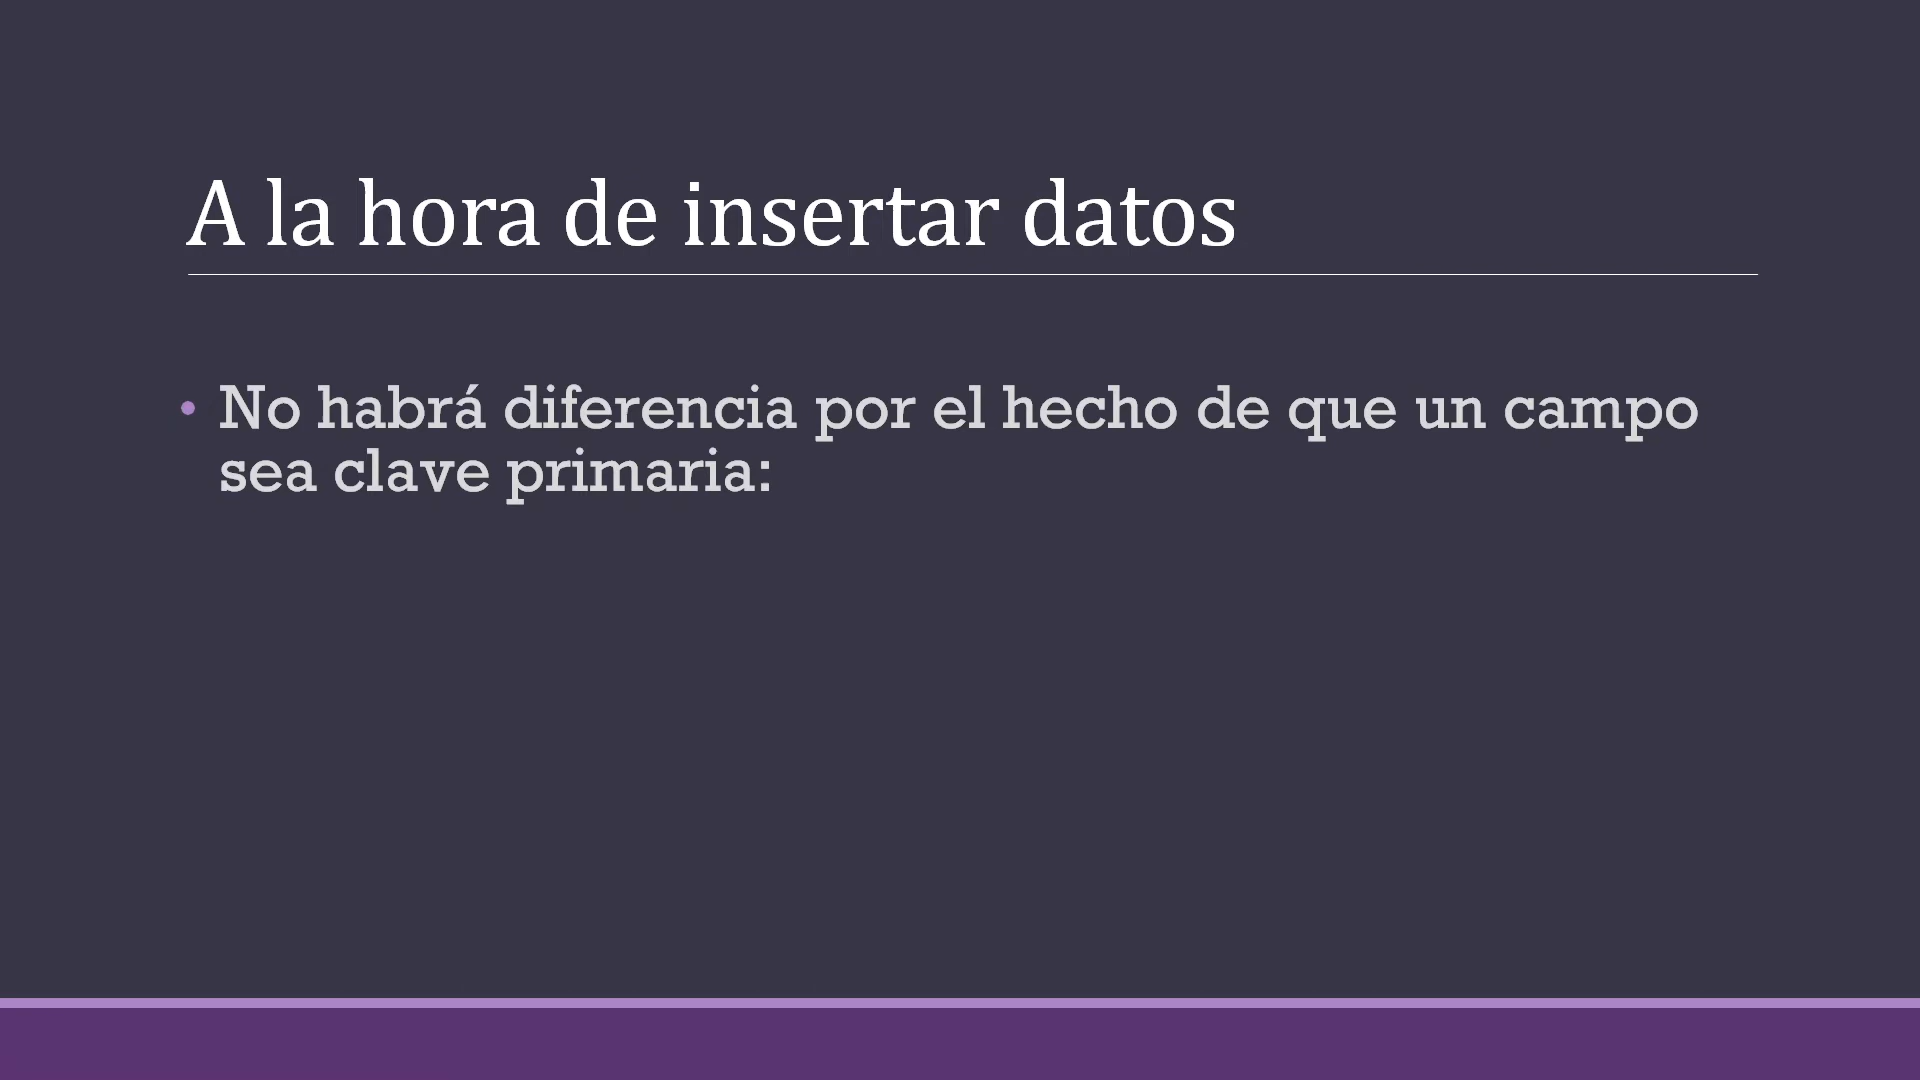 A la hora de insertar datos
• No habrá diferencia por el hecho de que un campo
sea clave primaria: